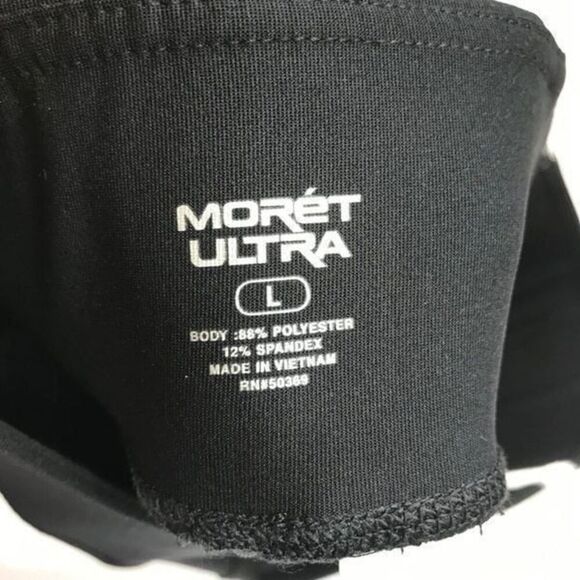 MORéT
ULTRA
L
BODY :88% POLYESTER
12% SPANDEX
MADE IN VIETNAM
RN#50369